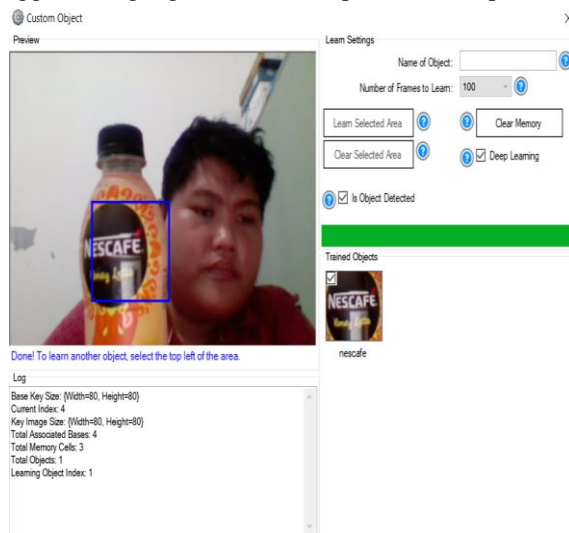 Custom Object
Preview
NESCAFE
Honey Latte
Done! To learn another object, select the top left of the area.
Log
Base Key Size: {Width=80, Height=80}
Current Index: 4
Key Image Size: {Width=80, Height=80}
Total Associated Bases: 4
Total Memory Cells: 3
Total Objects: 1
Learning Object Index: 1
Learn Settings
Name of Object:
Number of Frames to Learn: 100
Learn Selected Area
Clear Memory
Clear Selected Area
Deep Learning
Is Object Detected
Trained Objects
NESCAFE
nescafe